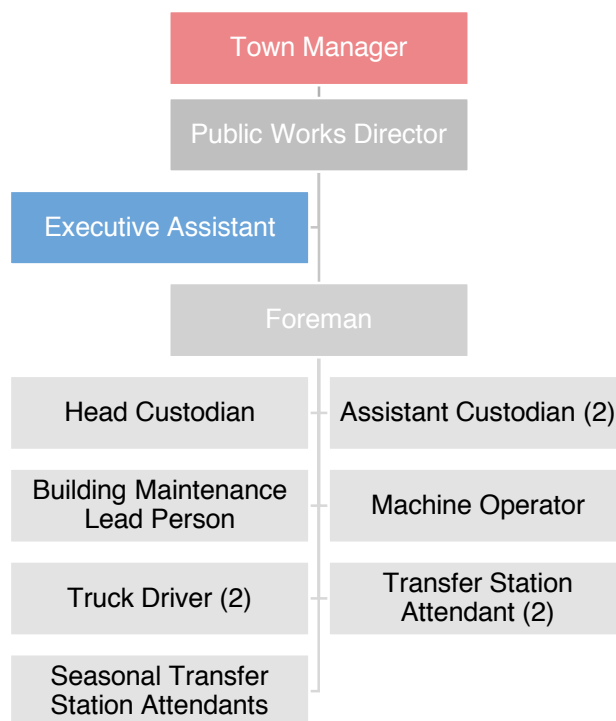 Town Manager
Public Works Director
Executive Assistant
Foreman
Head Custodian
Assistant Custodian (2)
Building Maintenance
Lead Person
Machine Operator
Truck Driver (2)
Transfer Station
Attendant (2)
Seasonal Transfer
Station Attendants